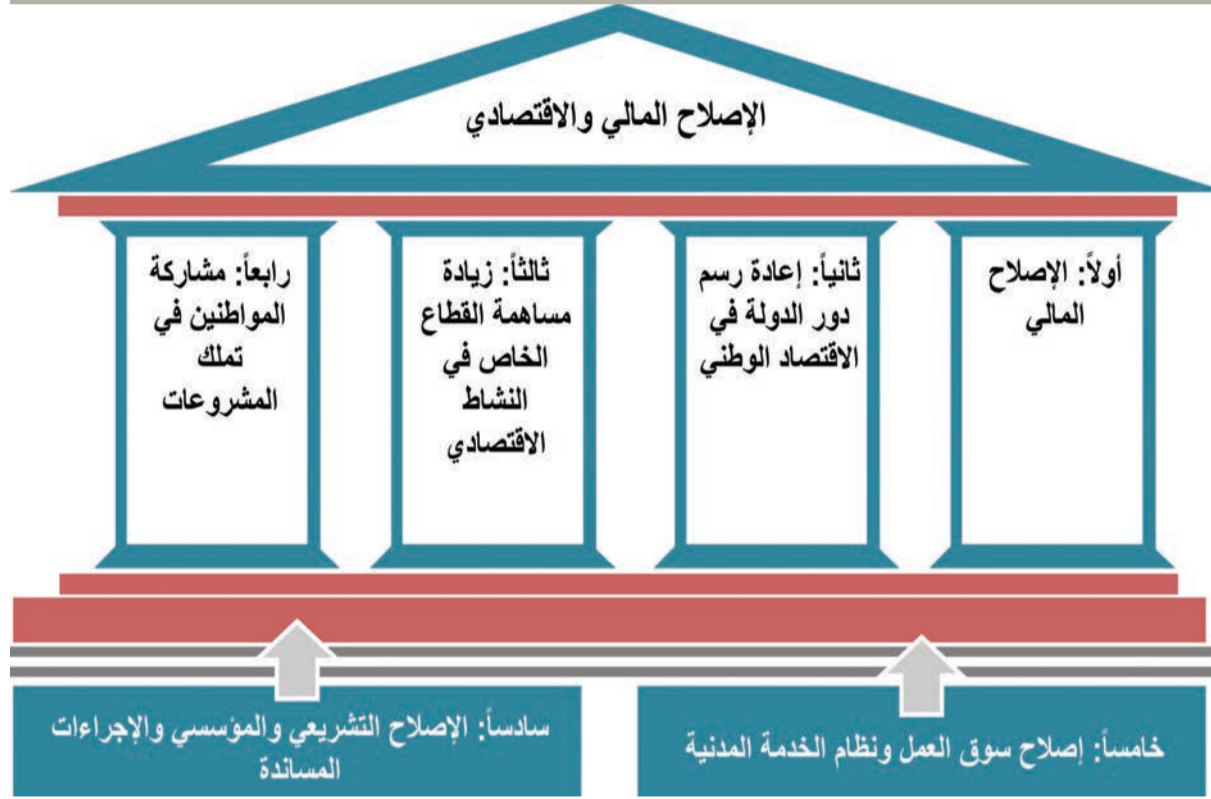 الإصلاح المالي والاقتصادي
أولاً: الإصلاح
المالي
ثانياً: إعادة رسم
دور الدولة في
الاقتصاد الوطني
ثالثاً: زيادة
مساهمة القطاع
الخاص في
النشاط
الاقتصادي
رابعاً: مشاركة
المواطنين في
تملك
المشروعات
خامساً: إصلاح سوق العمل ونظام الخدمة المدنية
سادساً: الإصلاح التشريعي والمؤسسي والإجراءات
المساندة